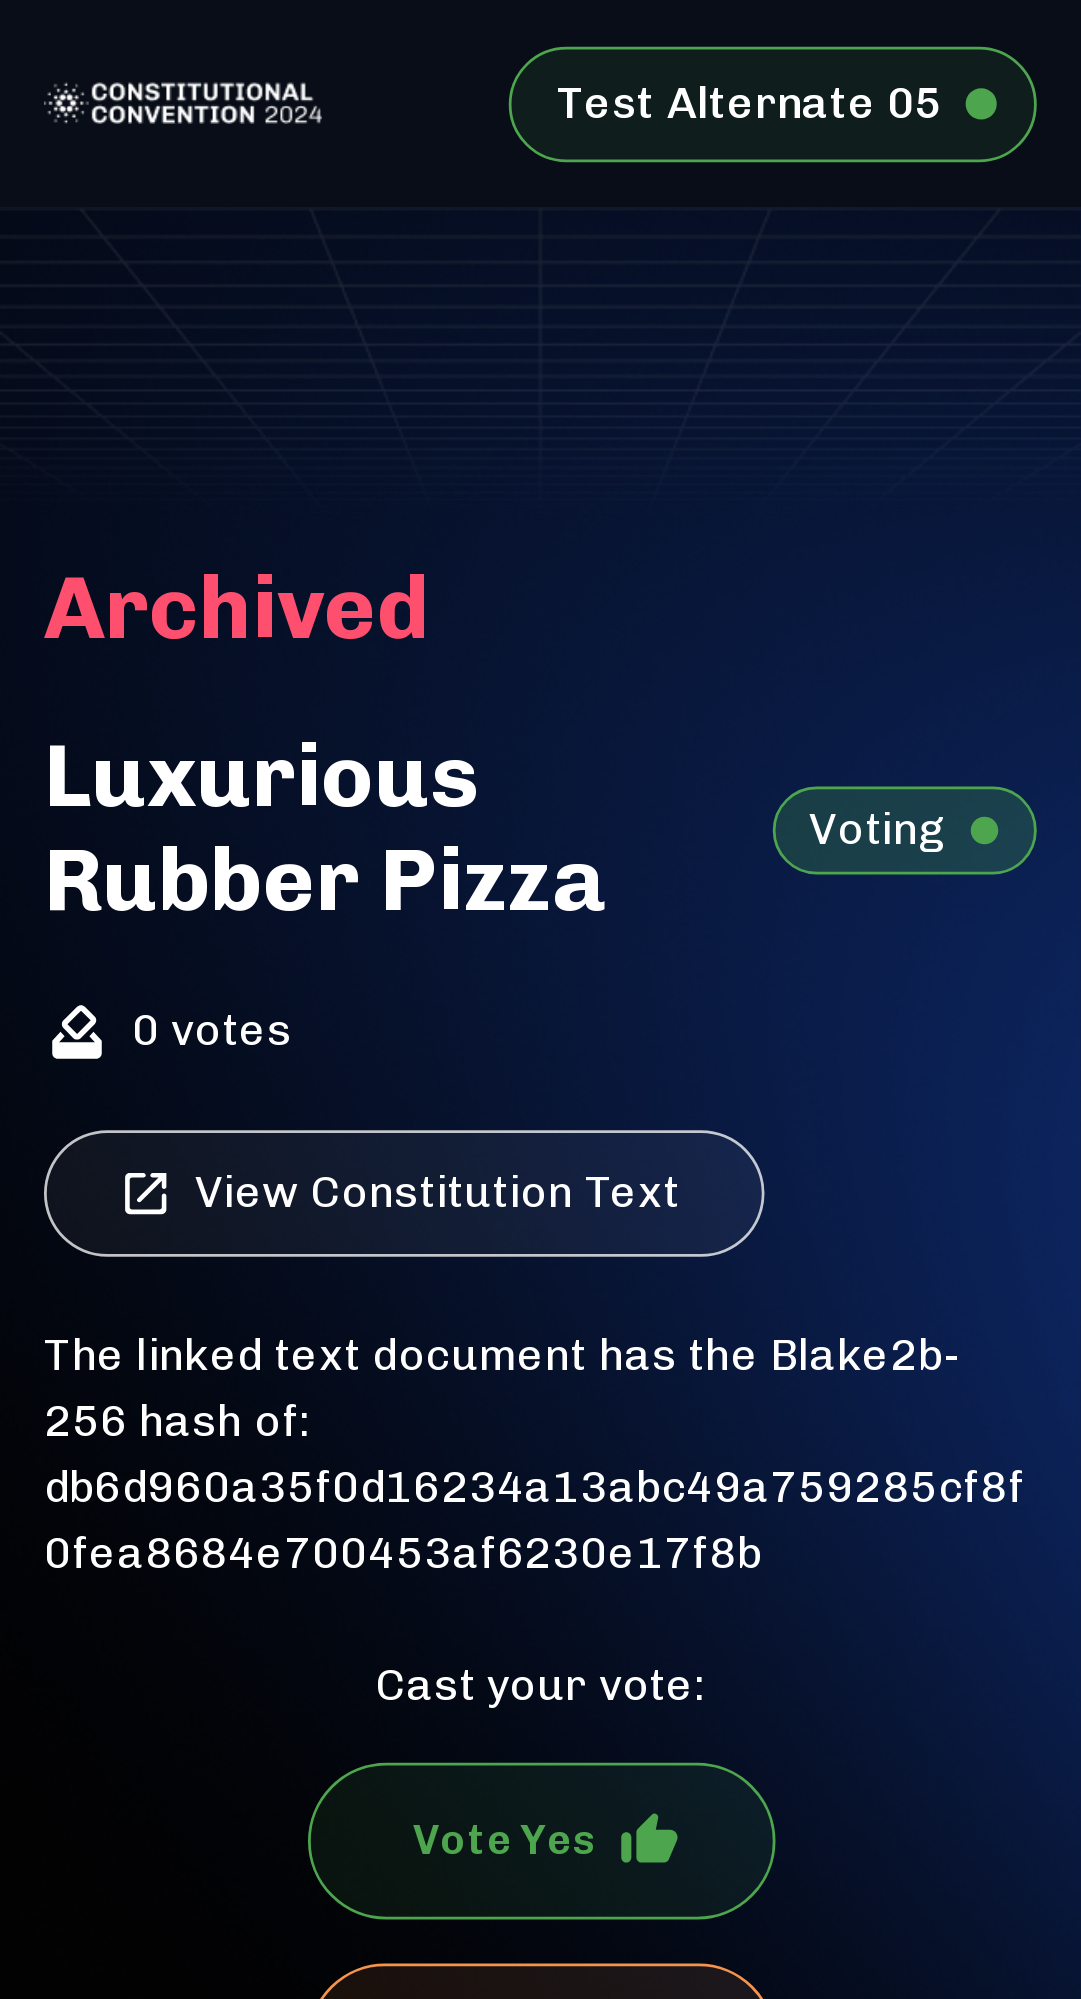 CONSTITUTIONAL
CONVENTION 2024
Test Alternate 05
Archived
Luxurious
Rubber Pizza
Voting
0 votes
View Constitution Text
The linked text document has the Blake2b-
256 hash of:
db6d960a35f0d16234a13abc49a759285cf8f
0fea8684e700453af6230e17f8b
Cast your vote:
Vote Yes